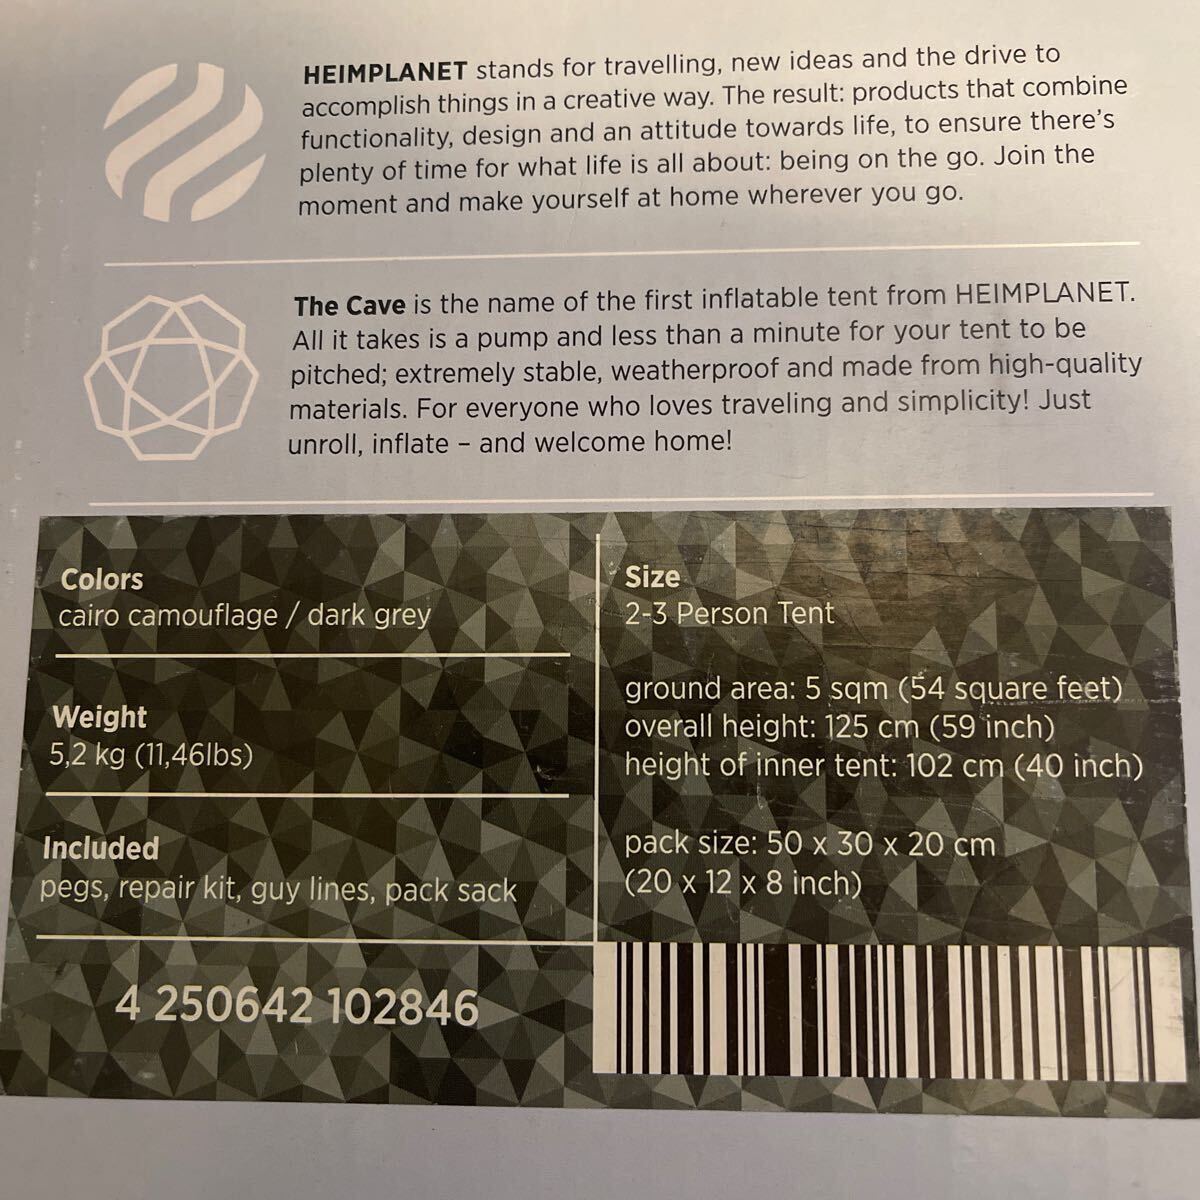 HEIMPLANET stands for travelling, new ideas and the drive to
accomplish things in a creative way. The result: products that combine
functionality, design and an attitude towards life, to ensure there's
plenty of time for what life is all about: being on the go. Join the
moment and make yourself at home wherever you go.
The Cave is the name of the first inflatable tent from HEIMPLANET.
All it takes is a pump and less than a minute for your tent to be
pitched; extremely stable, weatherproof and made from high-quality
materials. For everyone who loves traveling and simplicity! Just
unroll, inflate – and welcome home!
Colors
cairo camouflage / dark grey
Weight
5,2 kg (11,46lbs)
Included
pegs, repair kit, guy lines, pack sack
4 250642 102846
Size
2-3 Person Tent
ground area: 5 sqm (54 square feet)
overall height: 125 cm (59 inch)
height of inner tent: 102 cm (40 inch)
pack size: 50 x 30 x 20 cm
(20 x 12 x 8 inch)